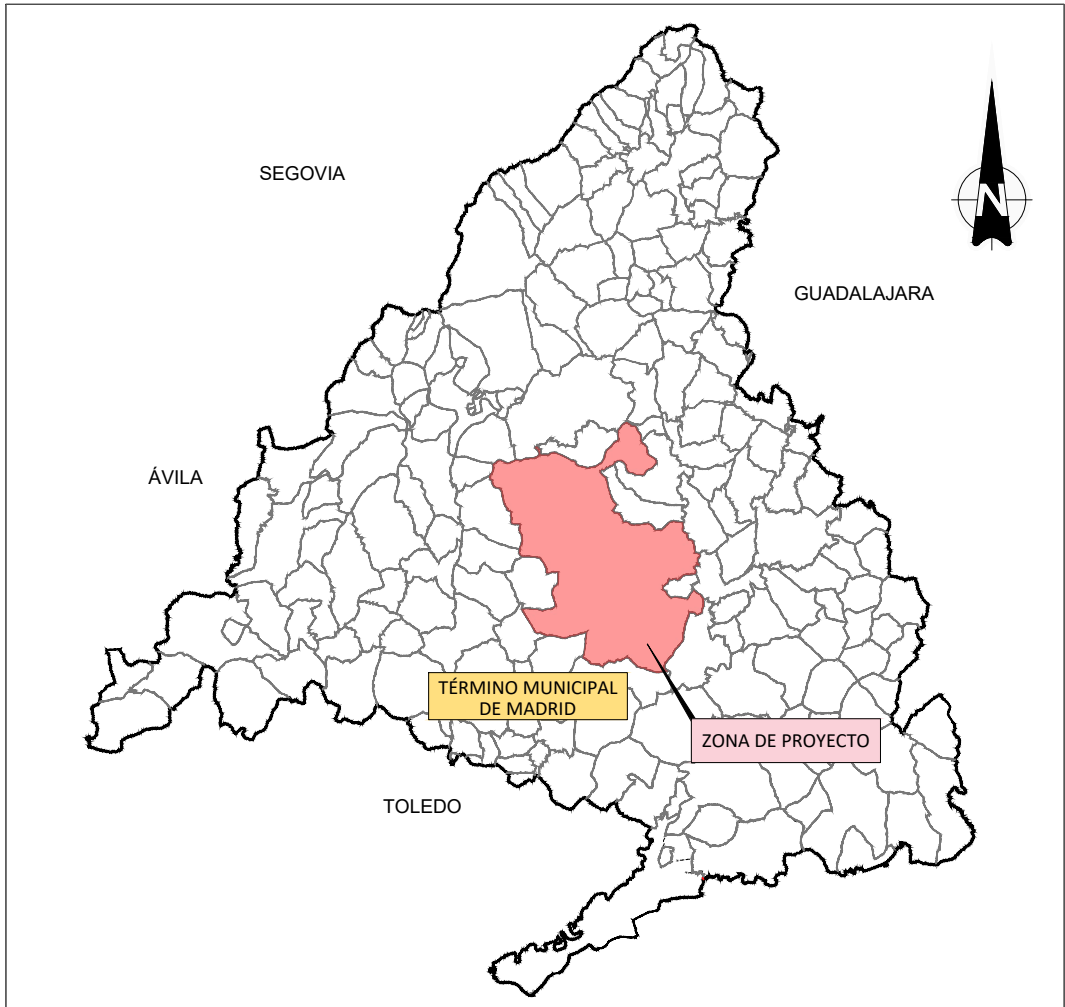 SEGOVIA
N
GUADALAJARA
ÁVILA
TÉRMINO MUNICIPAL
DE MADRID
ZONA DE PROYECTO
TOLEDO